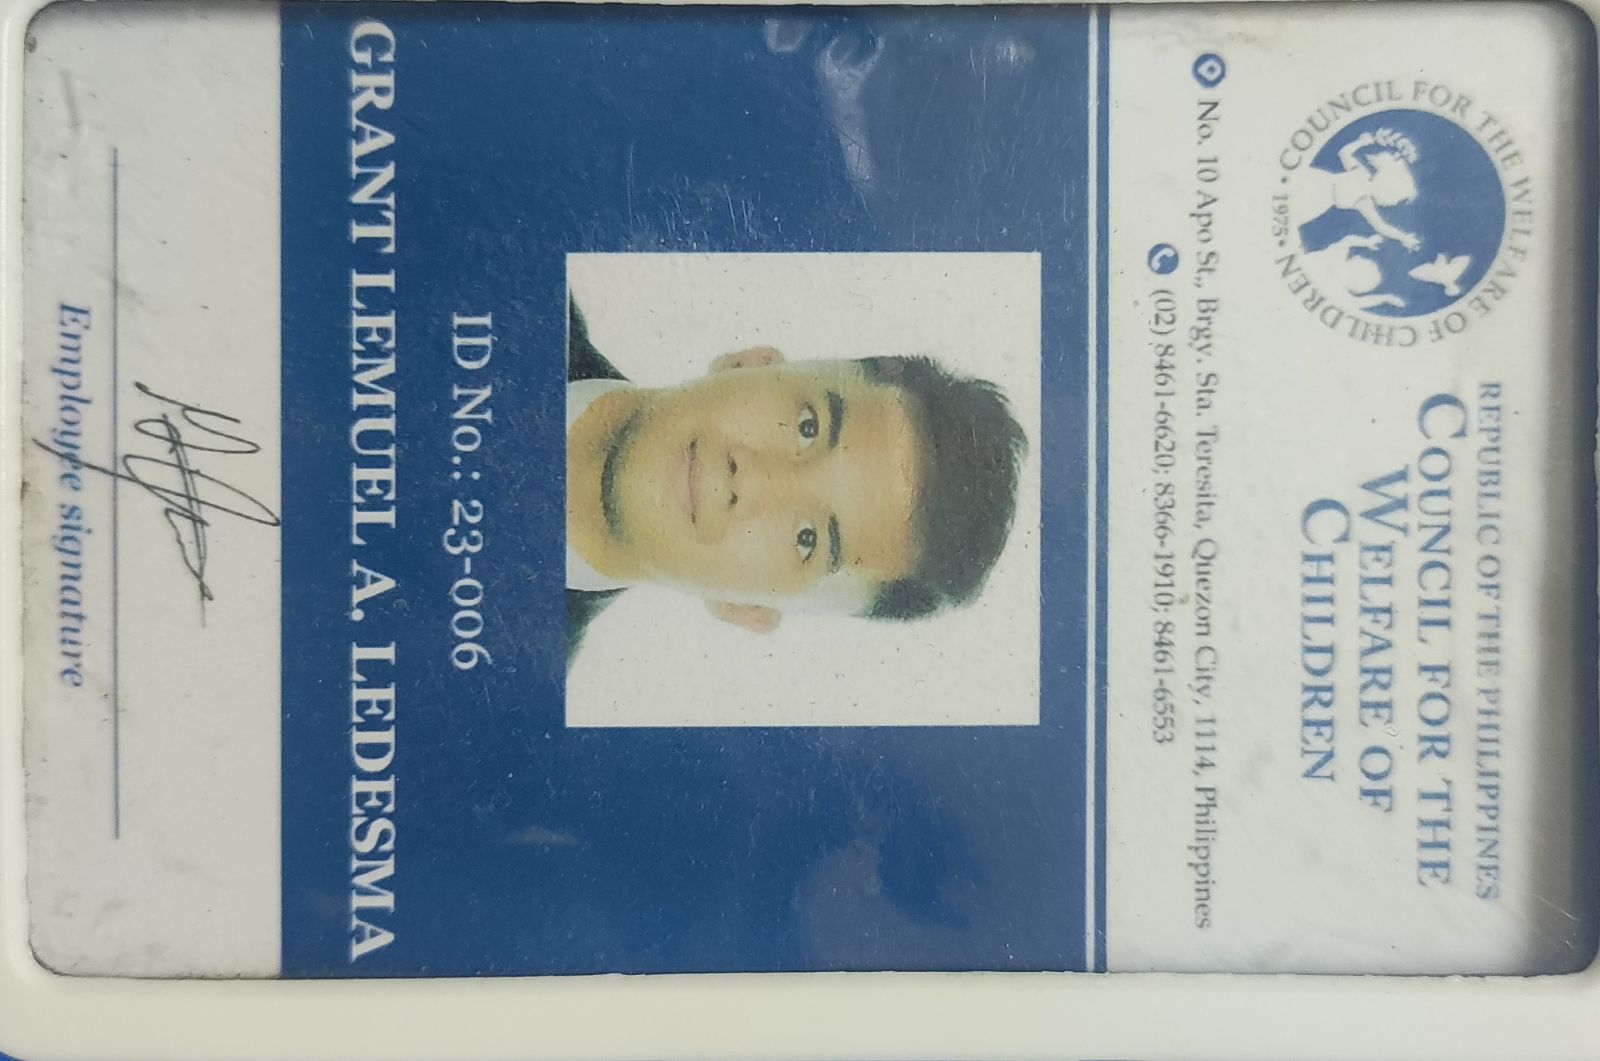 COUNCIL FOR THE WELFARE OF CHILDREN
• 1975 •
REPUBLIC OF THE PHILIPPINES
COUNCIL FOR THE
WELFARE OF
CHILDREN
No. 10 Apo St., Brgy. Sta. Teresita, Quezon City, 1114, Philippines
(02) 8461-6620; 8366-1910; 8461-6553
ID No.: 23-006
GRANT LEMUEL A. LEDESMA
Employee signature